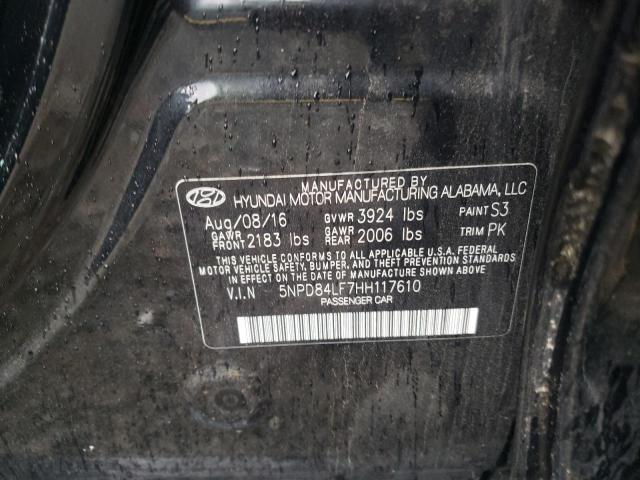 MANUFACTURED BY
HYUNDAI MOTOR MANUFACTURING ALABAMA, LLC
Aug/08/16 GVWR 3924 lbs PAINT S3
GAWR FRONT 2183 lbs GAWR REAR 2006 lbs TRIM PK
THIS VEHICLE CONFORMS TO ALL APPLICABLE U.S.A. FEDERAL
MOTOR VEHICLE SAFETY, BUMPER, AND THEFT PREVENTION STANDARDS
IN EFFECT ON THE DATE OF MANUFACTURE SHOWN ABOVE.
V.I.N 5NPD84LF7HH117610
PASSENGER CAR